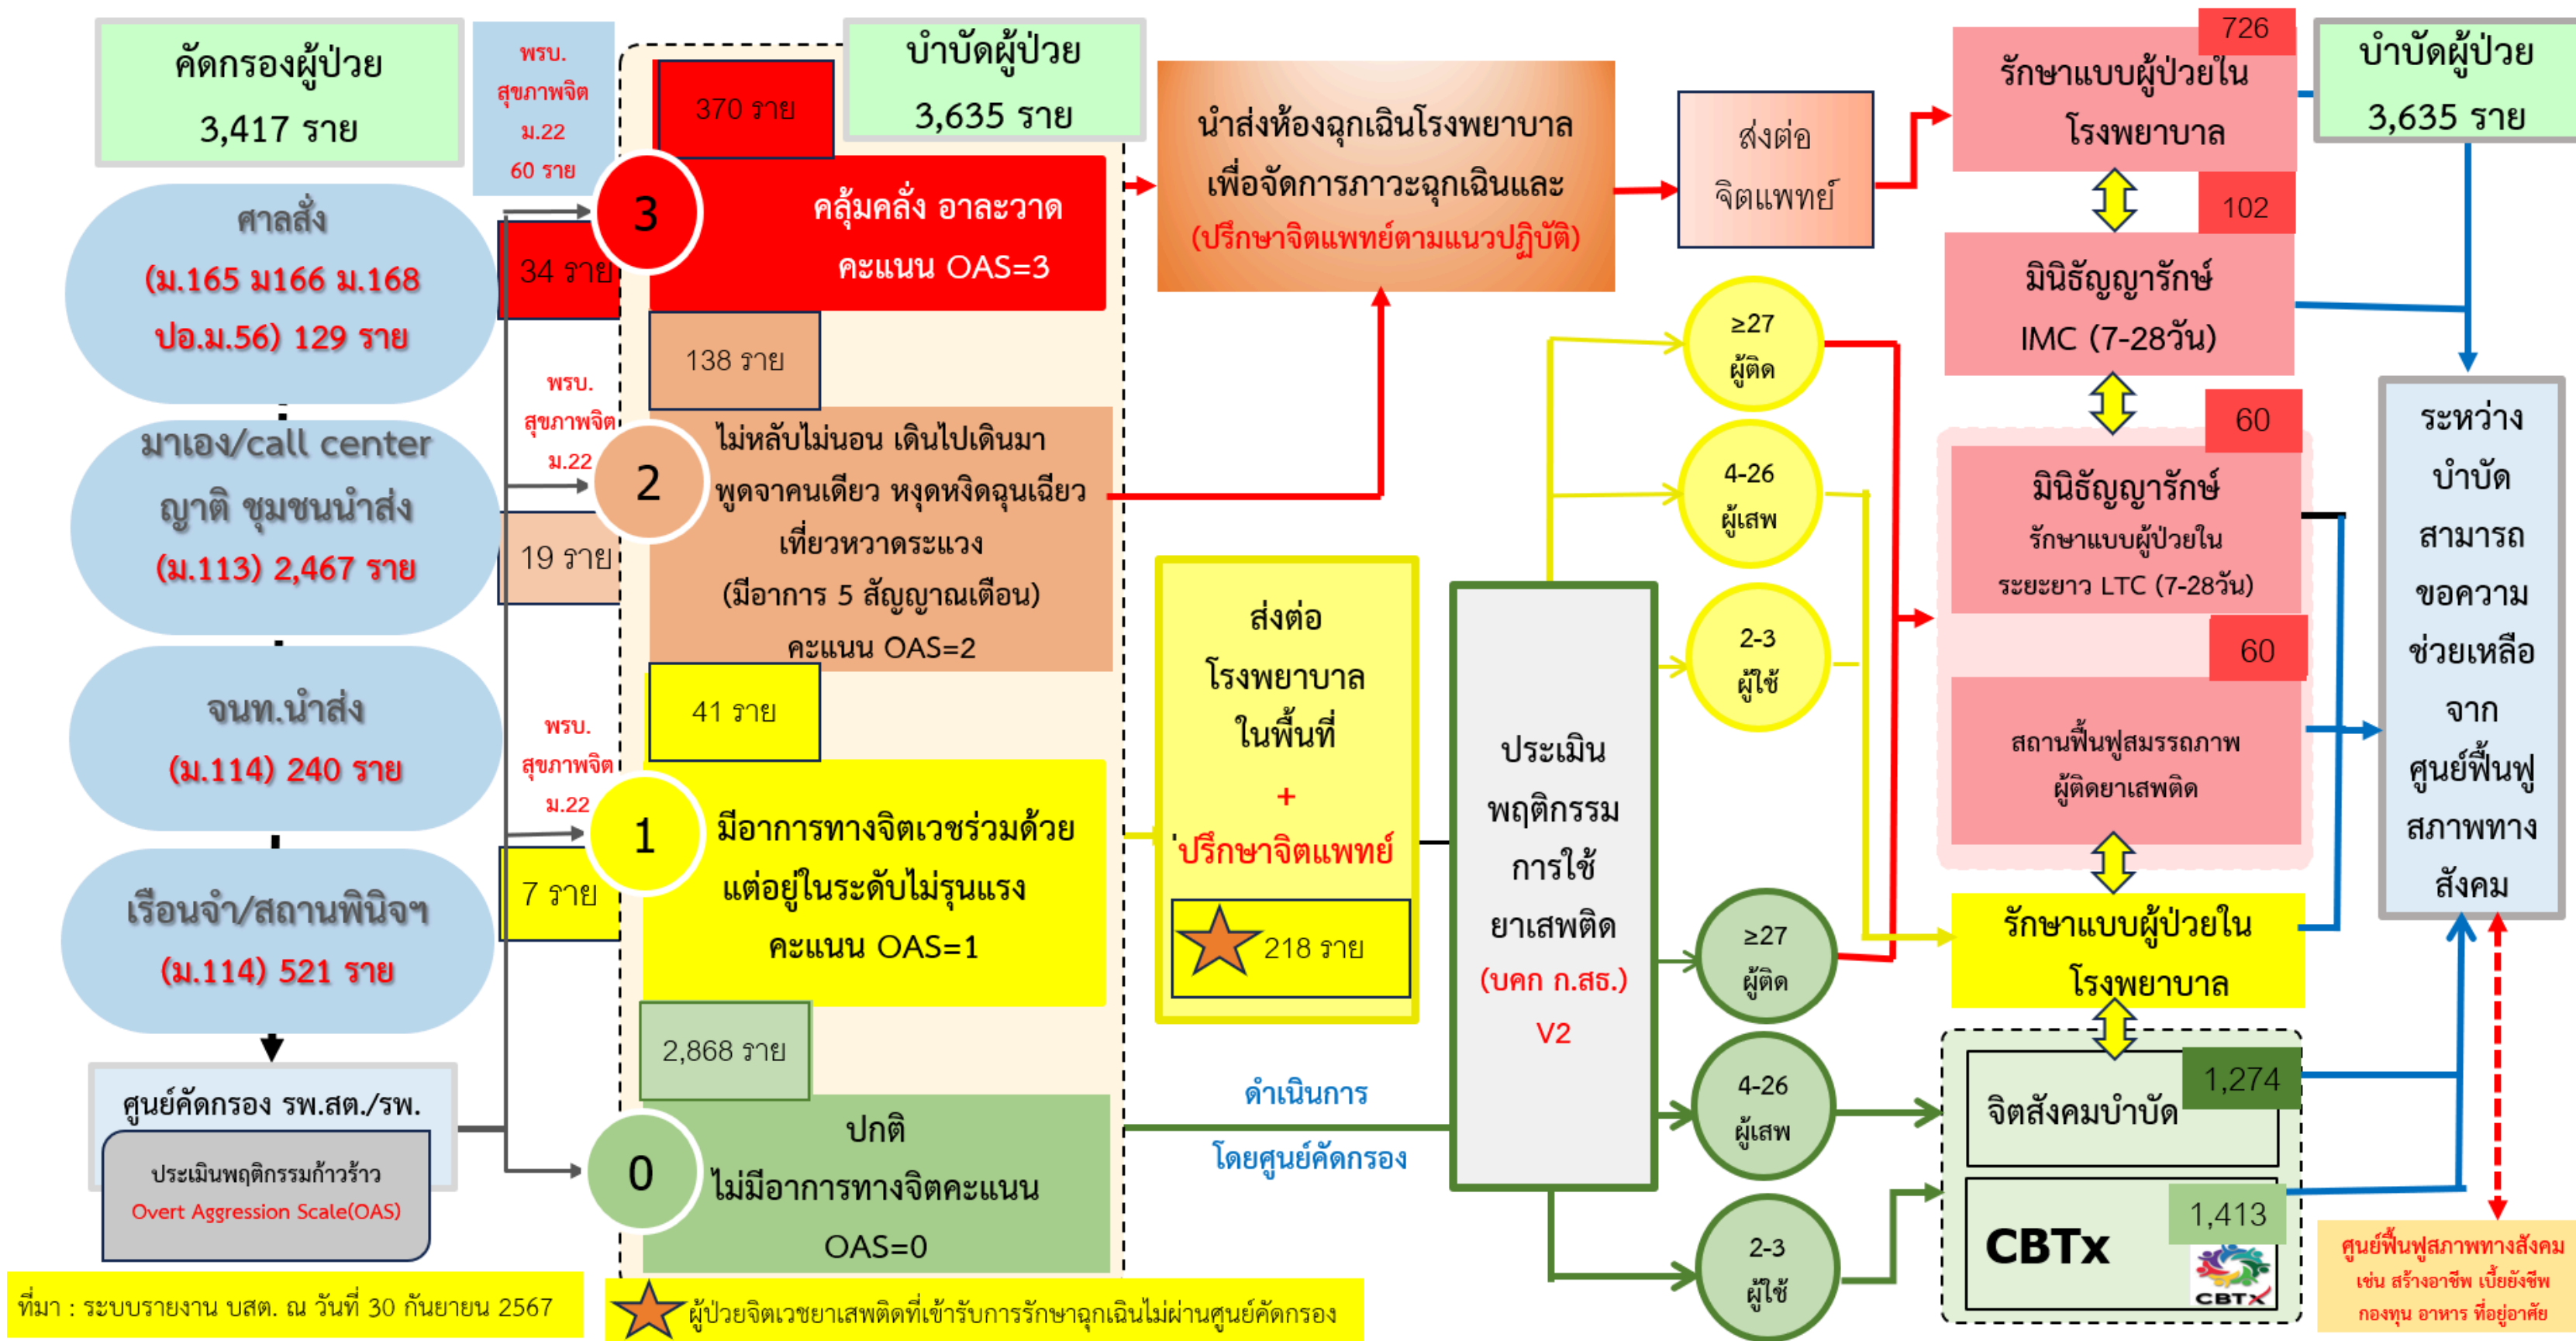 คัดกรองผู้ป่วย
3,417 ราย
ศาลสั่ง
(ม.165 ม166 ม.168
ปอ.ม.56) 129 ราย
มาเอง/call center
ญาติ ชุมชนนำส่ง
(ม.113) 2,467 ราย
จนท.นำส่ง
(ม.114) 240 ราย
เรือนจำ/สถานพินิจฯ
(ม.114) 521 ราย
ศูนย์คัดกรอง รพ.สต./รพ.
ประเมินพฤติกรรมก้าวร้าว
Overt Aggression Scale(OAS)
ที่มา : ระบบรายงาน บสต. ณ วันที่ 30 กันยายน 2567
พรบ.
สุขภาพจิต
ม.22
60 ราย
34 ราย
พรบ.
สุขภาพจิต
ม.22
19 ราย
พรบ.
สุขภาพจิต
ม.22
7 ราย
บำบัดผู้ป่วย
3,635 ราย
370 ราย
3
คลุ้มคลั่ง อาละวาด
คะแนน OAS=3
138 ราย
2
ไม่หลับไม่นอน เดินไปเดินมา
พูดจาคนเดียว หงุดหงิดฉุนเฉียว
เที่ยวหวาดระแวง
(มีอาการ 5 สัญญาณเตือน)
คะแนน OAS=2
41 ราย
1
มีอาการทางจิตเวชร่วมด้วย
แต่อยู่ในระดับไม่รุนแรง
คะแนน OAS=1
2,868 ราย
0
ปกติ
ไม่มีอาการทางจิตคะแนน
OAS=0
ผู้ป่วยจิตเวชยาเสพติดที่เข้ารับการรักษาฉุกเฉินไม่ผ่านศูนย์คัดกรอง
นำส่งห้องฉุกเฉินโรงพยาบาล
เพื่อจัดการภาวะฉุกเฉินและ
(ปรึกษาจิตแพทย์ตามแนวปฏิบัติ)
ส่งต่อ
จิตแพทย์
ส่งต่อ
โรงพยาบาล
ในพื้นที่
+
ปรึกษาจิตแพทย์
218 ราย
ดำเนินการ
โดยศูนย์คัดกรอง
ประเมิน
พฤติกรรม
การใช้
ยาเสพติด
(บคก ก.สธ.)
V2
≥27
ผู้ติด
4-26
ผู้เสพ
2-3
ผู้ใช้
≥27
ผู้ติด
4-26
ผู้เสพ
2-3
ผู้ใช้
726
รักษาแบบผู้ป่วยใน
โรงพยาบาล
102
มินิธัญญารักษ์
IMC (7-28วัน)
60
มินิธัญญารักษ์
รักษาแบบผู้ป่วยใน
ระยะยาว LTC (7-28วัน)
60
สถานฟื้นฟูสมรรถภาพ
ผู้ติดยาเสพติด
รักษาแบบผู้ป่วยใน
โรงพยาบาล
1,274
จิตสังคมบำบัด
1,413
CBTx
CBTX
บำบัดผู้ป่วย
3,635 ราย
ระหว่าง
บำบัด
สามารถ
ขอความ
ช่วยเหลือ
จาก
ศูนย์ฟื้นฟู
สภาพทาง
สังคม
ศูนย์ฟื้นฟูสภาพทางสังคม
เช่น สร้างอาชีพ เบี้ยยังชีพ
กองทุน อาหาร ที่อยู่อาศัย